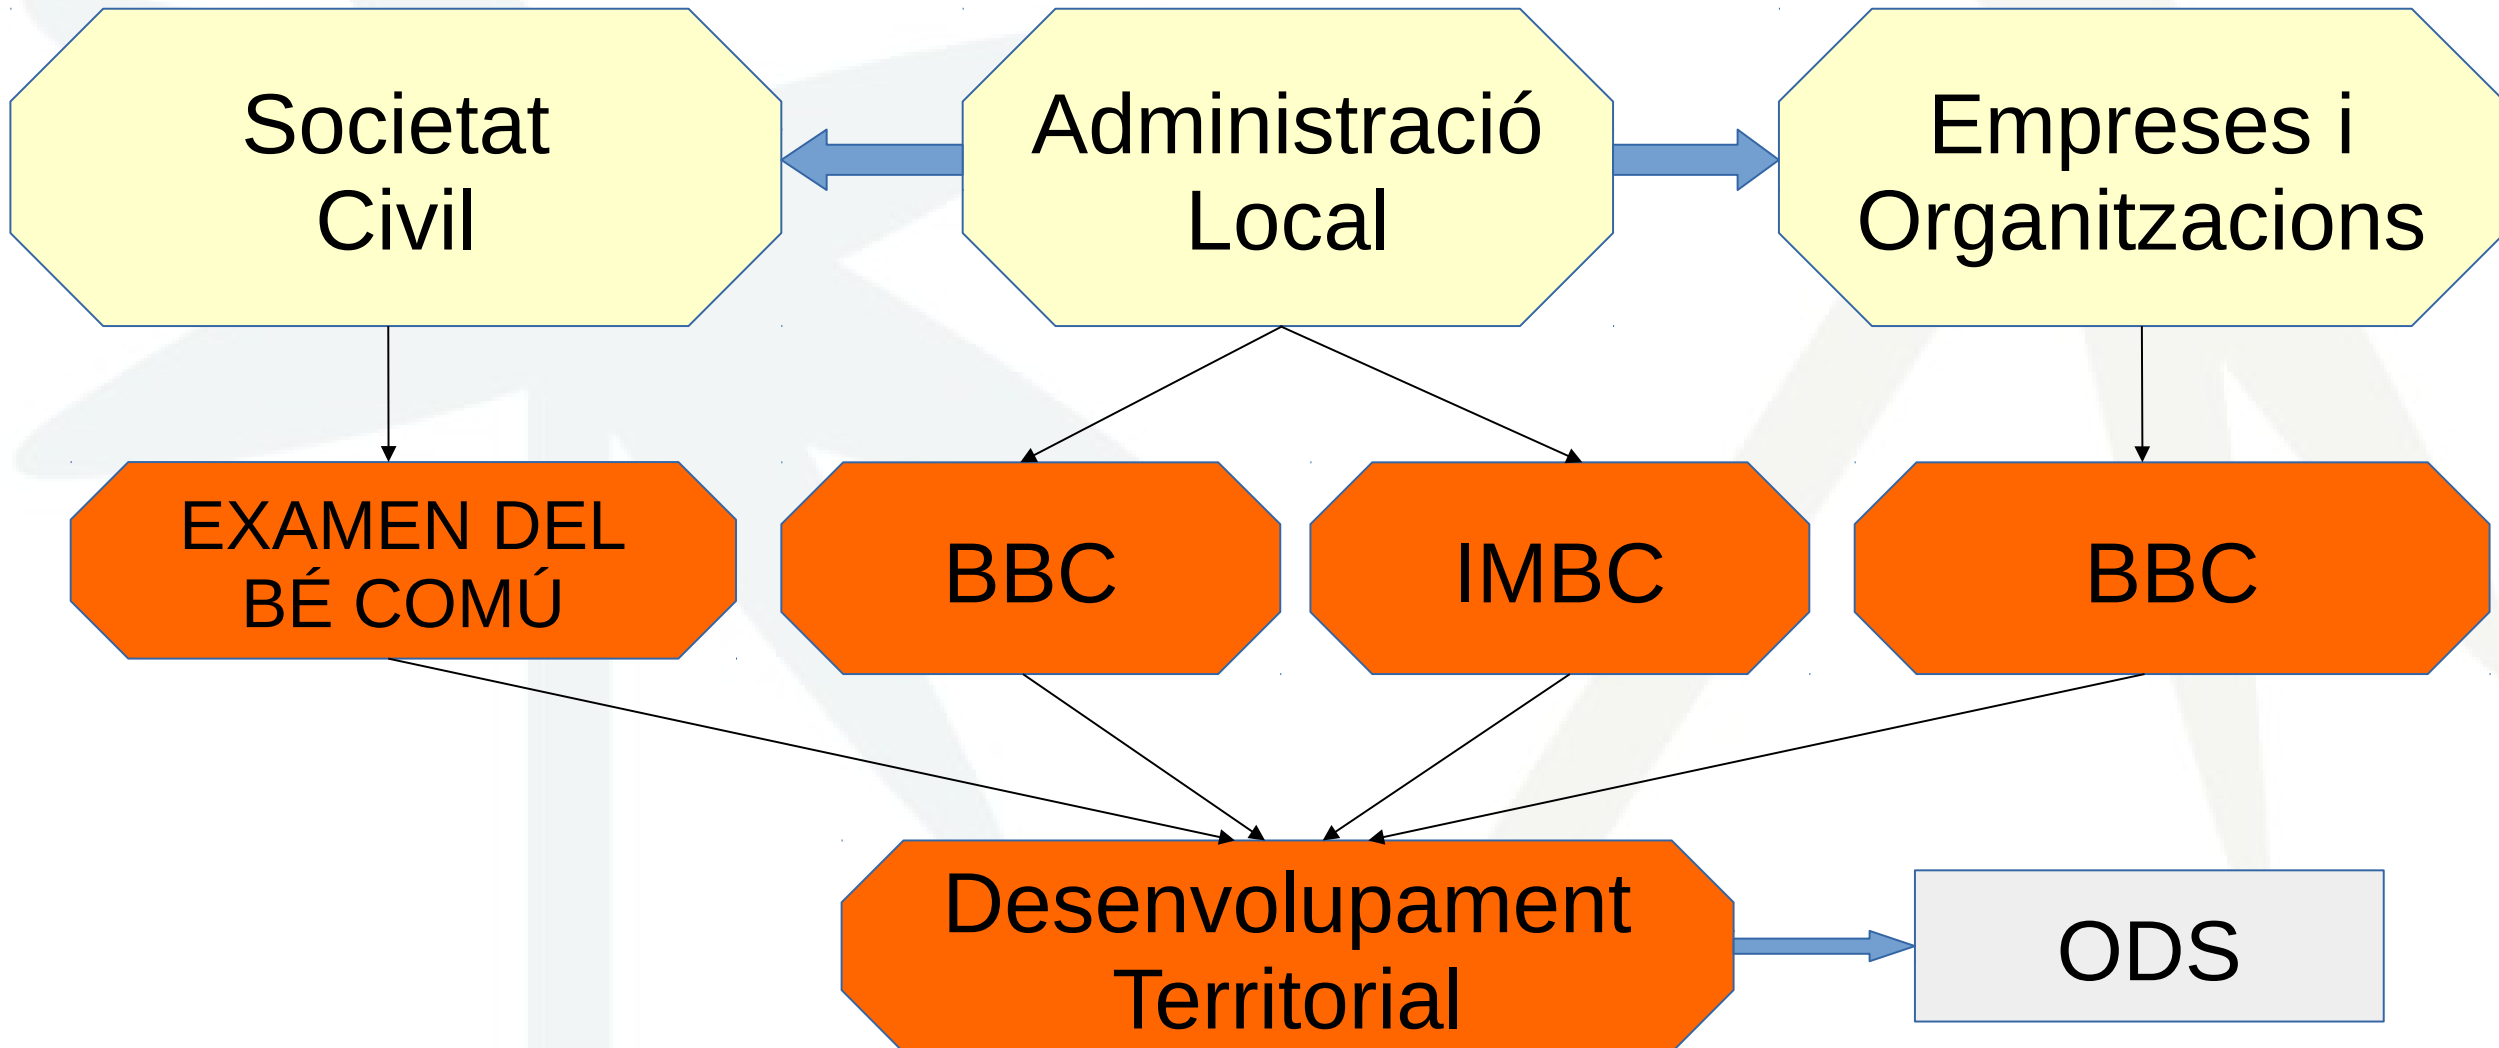 Societat
Civil
Administració
Local
Empreses i
Organitzacions
EXAMEN DEL
BÉ COMÚ
BBC
IMBC
BBC
Desenvolupament
Territorial
ODS